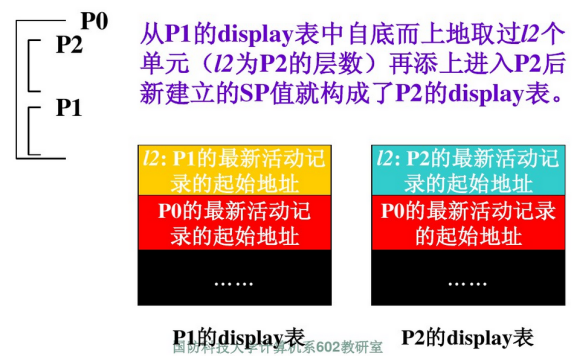 P0
P2
P1
从P1的display表中自底而上地取过l2个
单元（l2为P2的层数）再添上进入P2后
新建立的SP值就构成了P2的display表。
l2: P1的最新活动记
录的起始地址
P0的最新活动记
录的起始地址
……
P1的display表
l2: P2的最新活动记
录的起始地址
P0的最新活动记录
的起始地址
……
P2的display表
国防科技大学计算机系602教研室